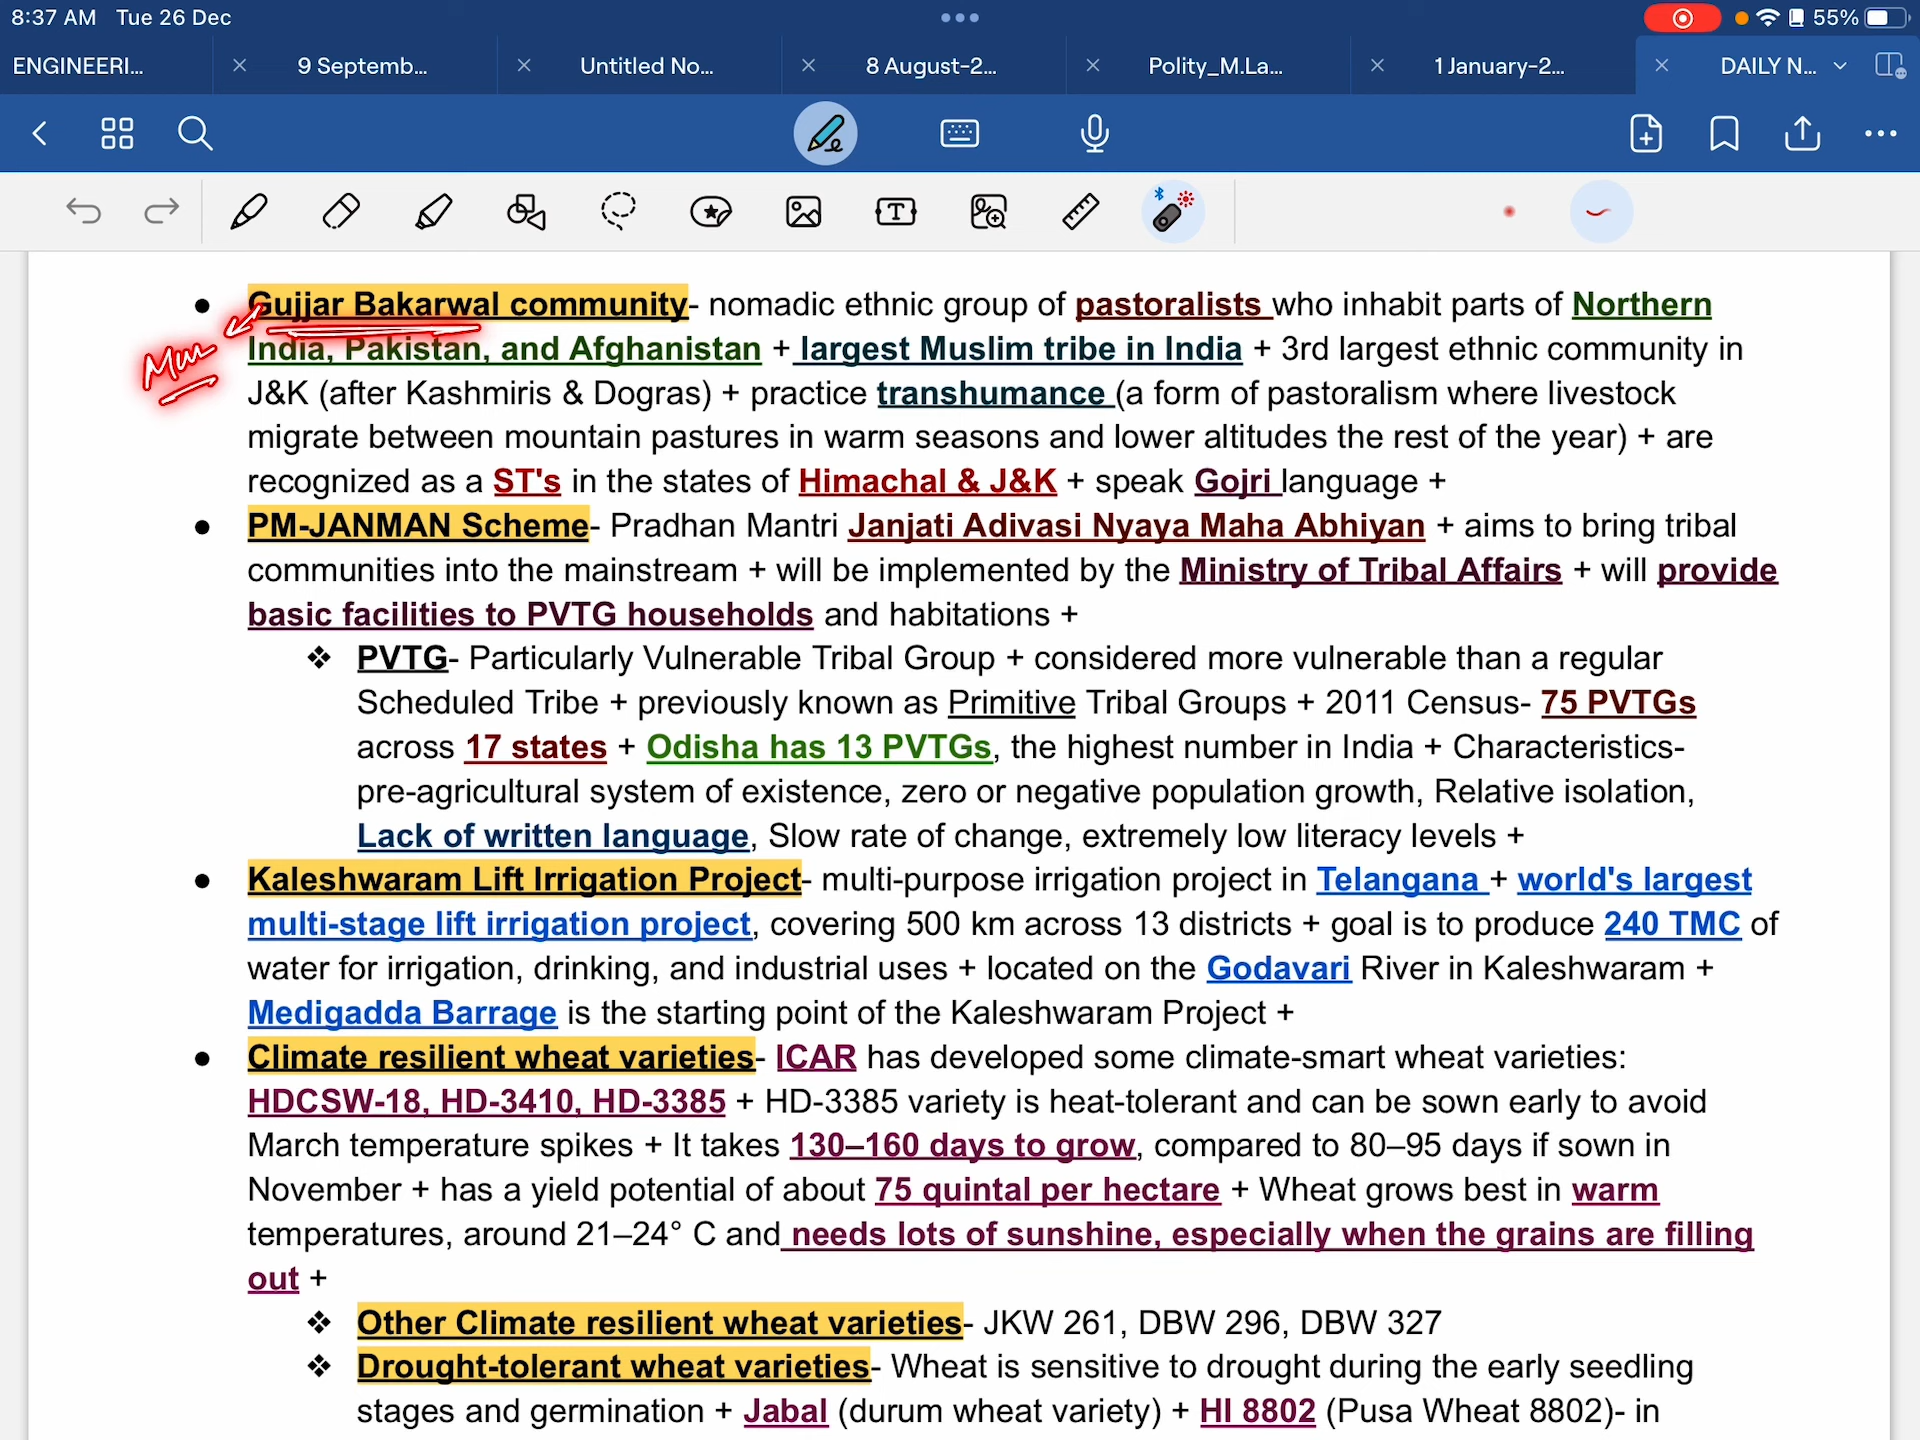 8:37 AM Tue 26 Dec
55%
ENGINEERI...
9 Septemb...
Untitled No...
8 August-2...
Polity_M.La...
1 January-2...
DAILY N...
● Gujjar Bakarwal community- nomadic ethnic group of pastoralists who inhabit parts of Northern
India, Pakistan, and Afghanistan + largest Muslim tribe in India + 3rd largest ethnic community in
J&K (after Kashmiris & Dogras) + practice transhumance (a form of pastoralism where livestock
migrate between mountain pastures in warm seasons and lower altitudes the rest of the year) + are
recognized as a ST's in the states of Himachal & J&K + speak Gojri language +
● PM-JANMAN Scheme- Pradhan Mantri Janjati Adivasi Nyaya Maha Abhiyan + aims to bring tribal
communities into the mainstream + will be implemented by the Ministry of Tribal Affairs + will provide
basic facilities to PVTG households and habitations +
❖ PVTG- Particularly Vulnerable Tribal Group + considered more vulnerable than a regular
Scheduled Tribe + previously known as Primitive Tribal Groups + 2011 Census- 75 PVTGs
across 17 states + Odisha has 13 PVTGs, the highest number in India + Characteristics-
pre-agricultural system of existence, zero or negative population growth, Relative isolation,
Lack of written language, Slow rate of change, extremely low literacy levels +
● Kaleshwaram Lift Irrigation Project- multi-purpose irrigation project in Telangana + world's largest
multi-stage lift irrigation project, covering 500 km across 13 districts + goal is to produce 240 TMC of
water for irrigation, drinking, and industrial uses + located on the Godavari River in Kaleshwaram +
Medigadda Barrage is the starting point of the Kaleshwaram Project +
● Climate resilient wheat varieties- ICAR has developed some climate-smart wheat varieties:
HDCSW-18, HD-3410, HD-3385 + HD-3385 variety is heat-tolerant and can be sown early to avoid
March temperature spikes + It takes 130–160 days to grow, compared to 80–95 days if sown in
November + has a yield potential of about 75 quintal per hectare + Wheat grows best in warm
temperatures, around 21–24° C and needs lots of sunshine, especially when the grains are filling
out +
❖ Other Climate resilient wheat varieties- JKW 261, DBW 296, DBW 327
❖ Drought-tolerant wheat varieties- Wheat is sensitive to drought during the early seedling
stages and germination + Jabal (durum wheat variety) + HI 8802 (Pusa Wheat 8802)- in